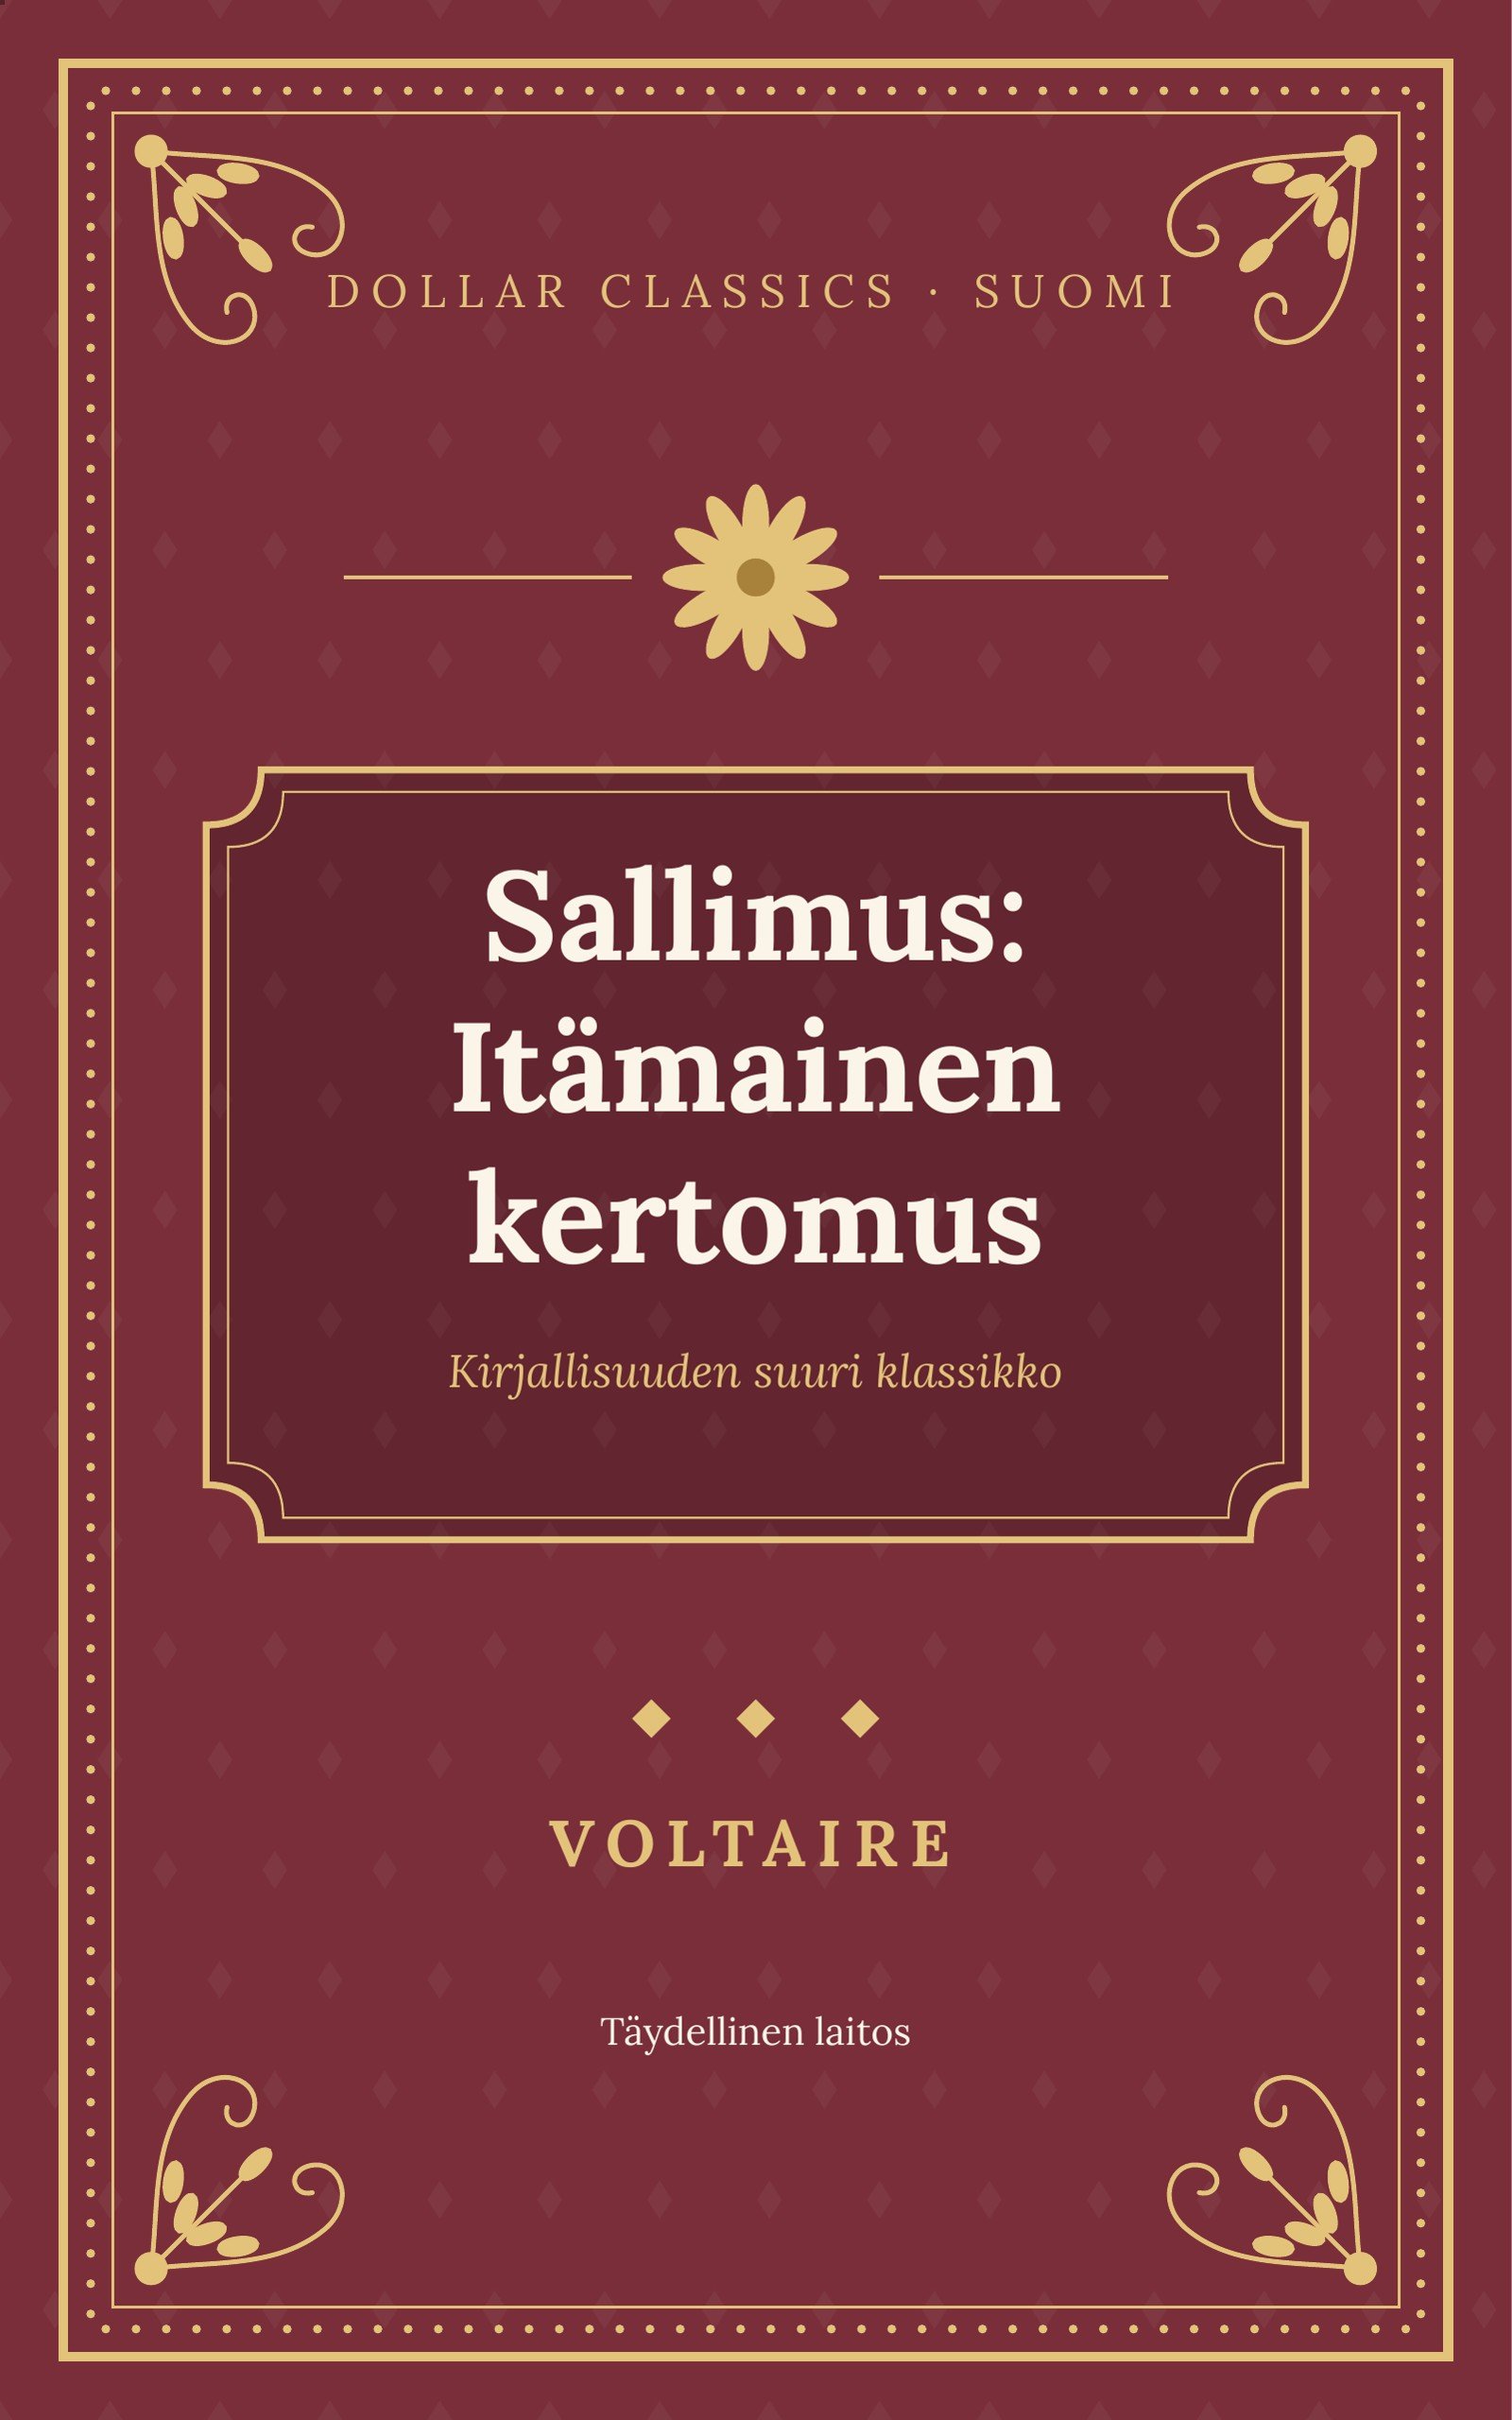 DOLLAR CLASSICS · SUOMI
Sallimus:
Itämainen
kertomus
Kirjallisuuden suuri klassikko
VOLTAIRE
Täydellinen laitos